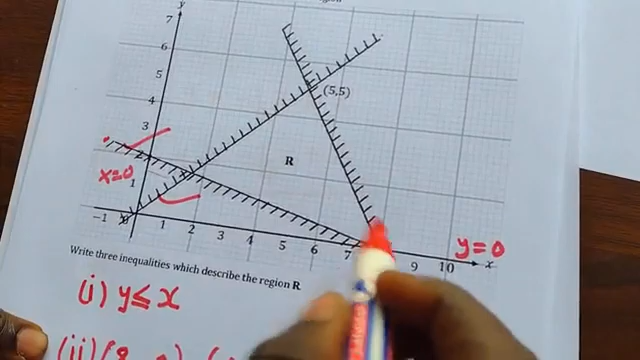 y
7
6
5
4
3
2
1
x=0
(5,5)
R
-1 0 1 2 3 4 5 6 7 9 10 x
y=0
Write three inequalities which describe the region R.
(i) y ≤ x
(ii)